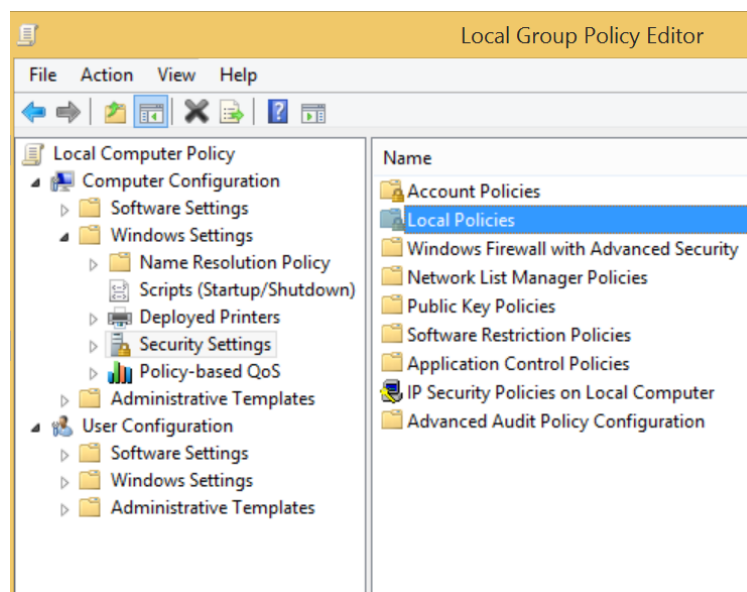 Local Group Policy Editor
File Action View Help
Local Computer Policy
Computer Configuration
Software Settings
Windows Settings
Name Resolution Policy
Scripts (Startup/Shutdown)
Deployed Printers
Security Settings
Policy-based QoS
Administrative Templates
User Configuration
Software Settings
Windows Settings
Administrative Templates
Name
Account Policies
Local Policies
Windows Firewall with Advanced Security
Network List Manager Policies
Public Key Policies
Software Restriction Policies
Application Control Policies
IP Security Policies on Local Computer
Advanced Audit Policy Configuration